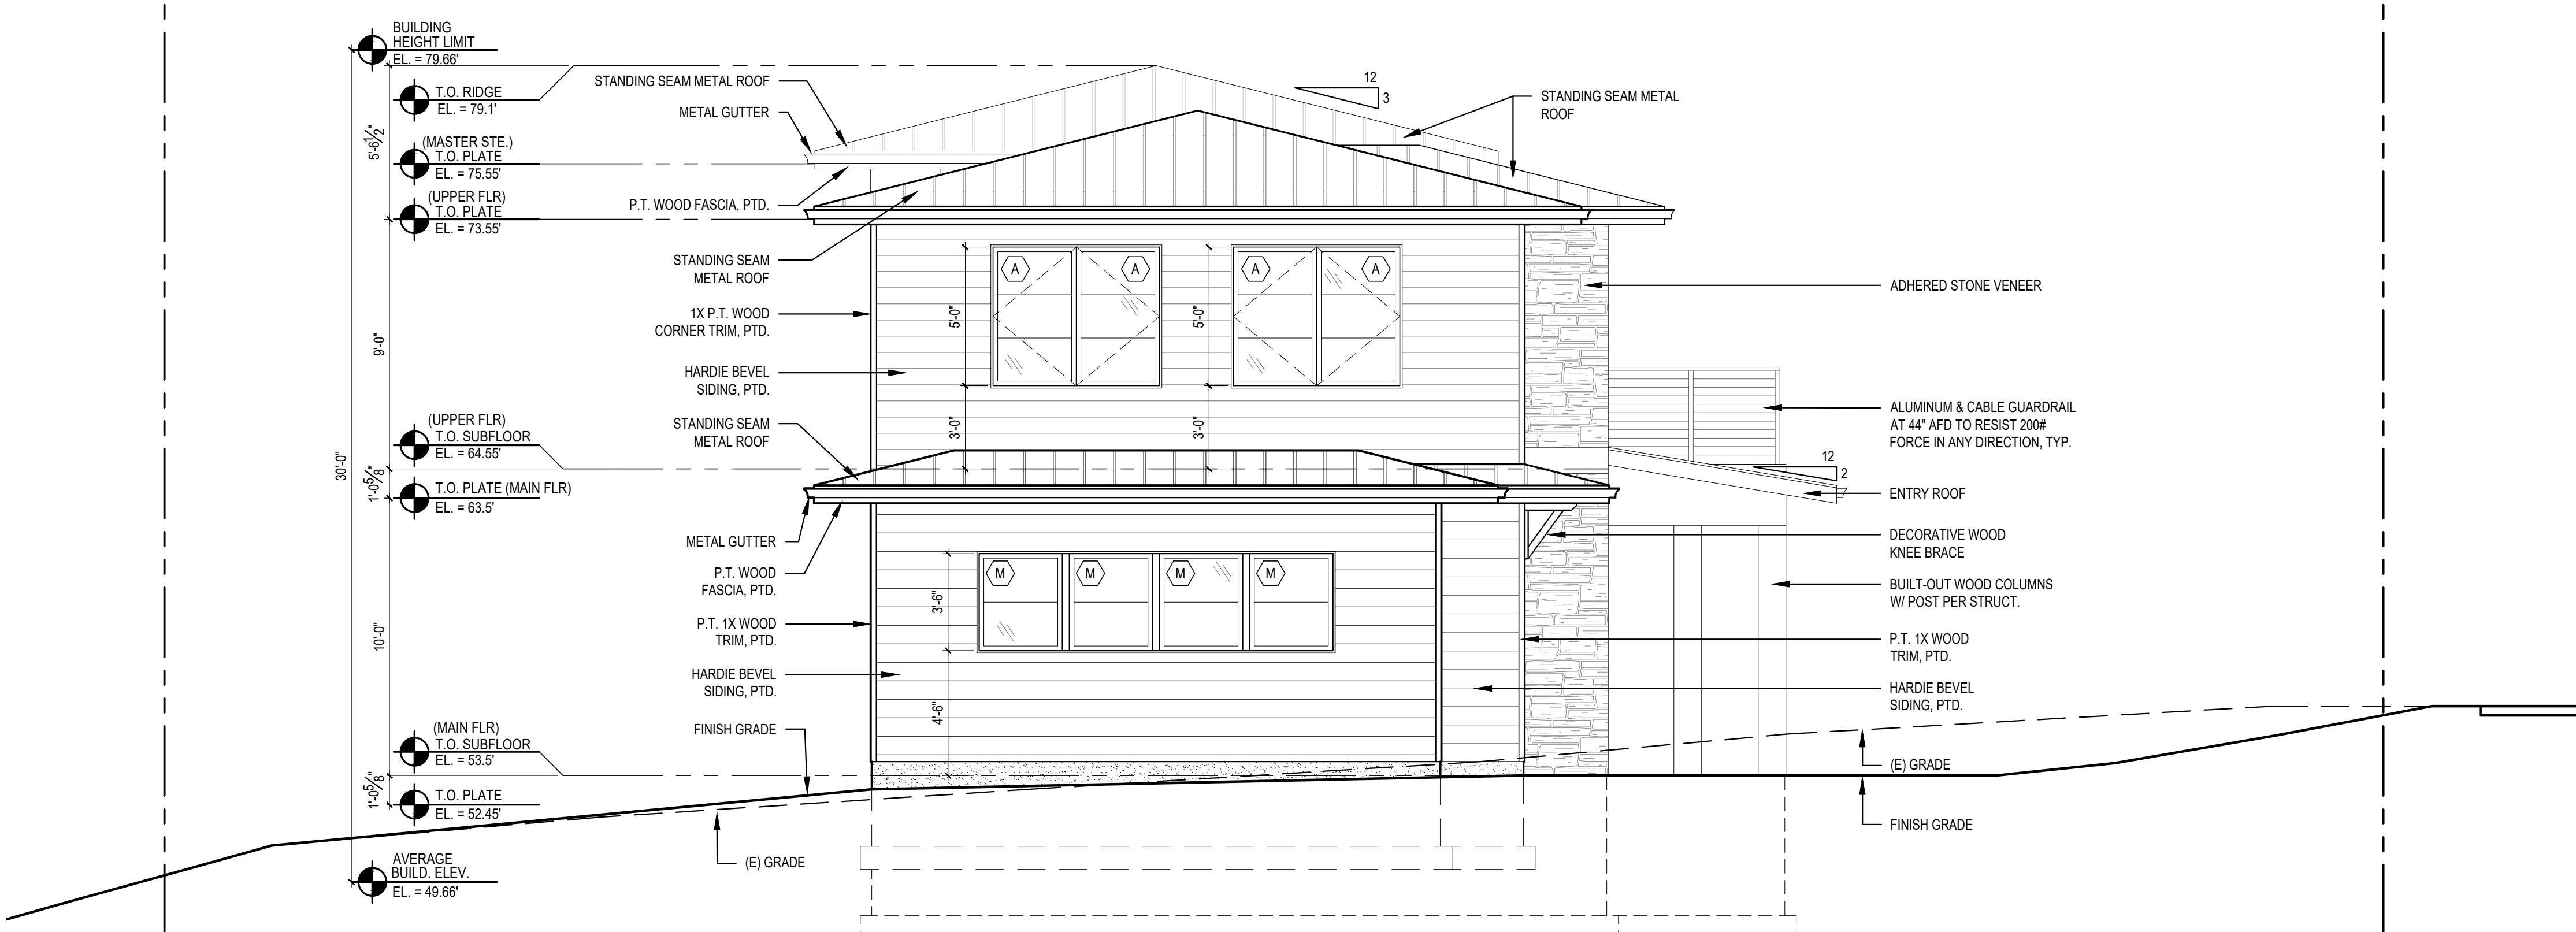 BUILDING
HEIGHT LIMIT
EL. = 79.66'
T.O. RIDGE
EL. = 79.1'
(MASTER STE.)
T.O. PLATE
EL. = 75.55'
(UPPER FLR)
T.O. PLATE
EL. = 73.55'
(UPPER FLR)
T.O. SUBFLOOR
EL. = 64.55'
T.O. PLATE (MAIN FLR)
EL. = 63.5'
(MAIN FLR)
T.O. SUBFLOOR
EL. = 53.5'
T.O. PLATE
EL. = 52.45'
AVERAGE
BUILD. ELEV.
EL. = 49.66'
30'-0"
5'-6 1/2"
9'-0"
1'-0 5/8"
10'-0"
1'-0 5/8"
STANDING SEAM METAL ROOF
METAL GUTTER
P.T. WOOD FASCIA, PTD.
STANDING SEAM
METAL ROOF
1X P.T. WOOD
CORNER TRIM, PTD.
HARDIE BEVEL
SIDING, PTD.
STANDING SEAM
METAL ROOF
METAL GUTTER
P.T. WOOD
FASCIA, PTD.
P.T. 1X WOOD
TRIM, PTD.
HARDIE BEVEL
SIDING, PTD.
FINISH GRADE
(E) GRADE
12
3
A
A
A
A
5'-0"
5'-0"
3'-0"
3'-0"
M
M
M
M
3'-6"
4'-6"
STANDING SEAM METAL
ROOF
ADHERED STONE VENEER
ALUMINUM & CABLE GUARDRAIL
AT 44" AFD TO RESIST 200#
FORCE IN ANY DIRECTION, TYP.
12
2
ENTRY ROOF
DECORATIVE WOOD
KNEE BRACE
BUILT-OUT WOOD COLUMNS
W/ POST PER STRUCT.
P.T. 1X WOOD
TRIM, PTD.
HARDIE BEVEL
SIDING, PTD.
(E) GRADE
FINISH GRADE